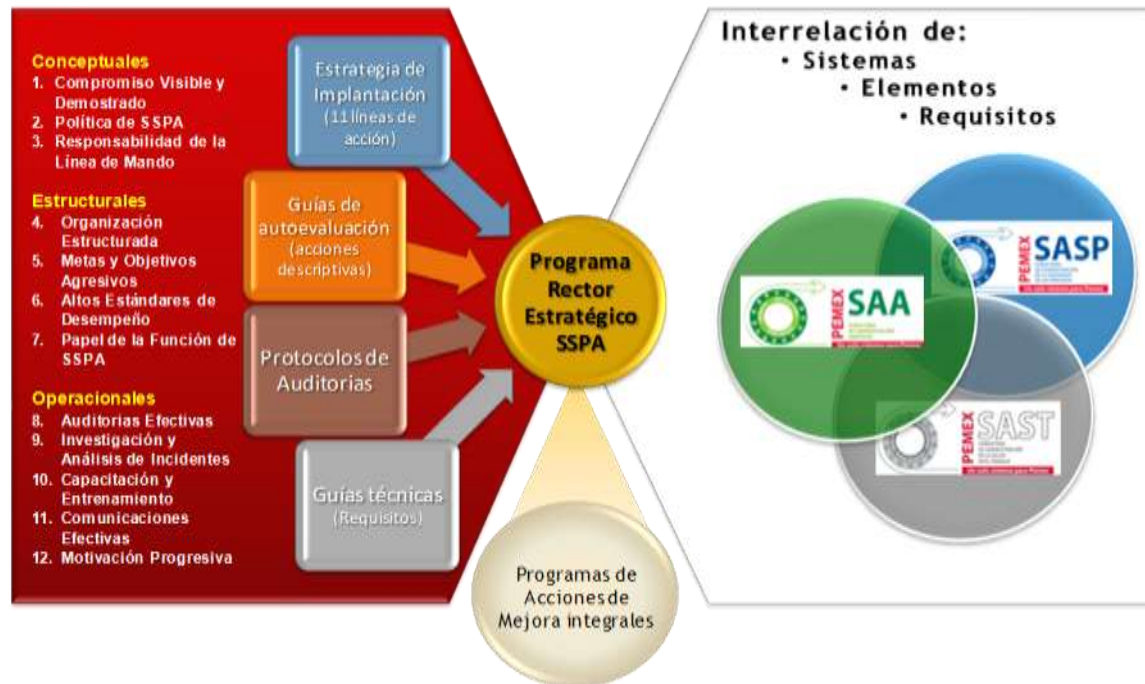 Conceptuales
1. Compromiso Visible y
Demostrado
2. Política de SSPA
3. Responsabilidad de la
Línea de Mando
Estructurales
4. Organización
Estructurada
5. Metas y Objetivos
Agresivos
6. Altos Estándares de
Desempeño
7. Papel de la Función de
SSPA
Operacionales
8. Auditorias Efectivas
9. Investigación y
Análisis de Incidentes
10. Capacitación y
Entrenamiento
11. Comunicaciones
Efectivas
12. Motivación Progresiva
Estrategia de
Implantación
(11 líneas de
acción)
Guías de
autoevaluación
(acciones
descriptivas)
Protocolos de
Auditorias
Guías técnicas
(Requisitos)
Programa
Rector
Estratégico
SSPA
Programas de
Acciones de
Mejora integrales
Interrelación de:
• Sistemas
• Elementos
• Requisitos
PEMEX
SASP
PEMEX
SAA
PEMEX
SAST